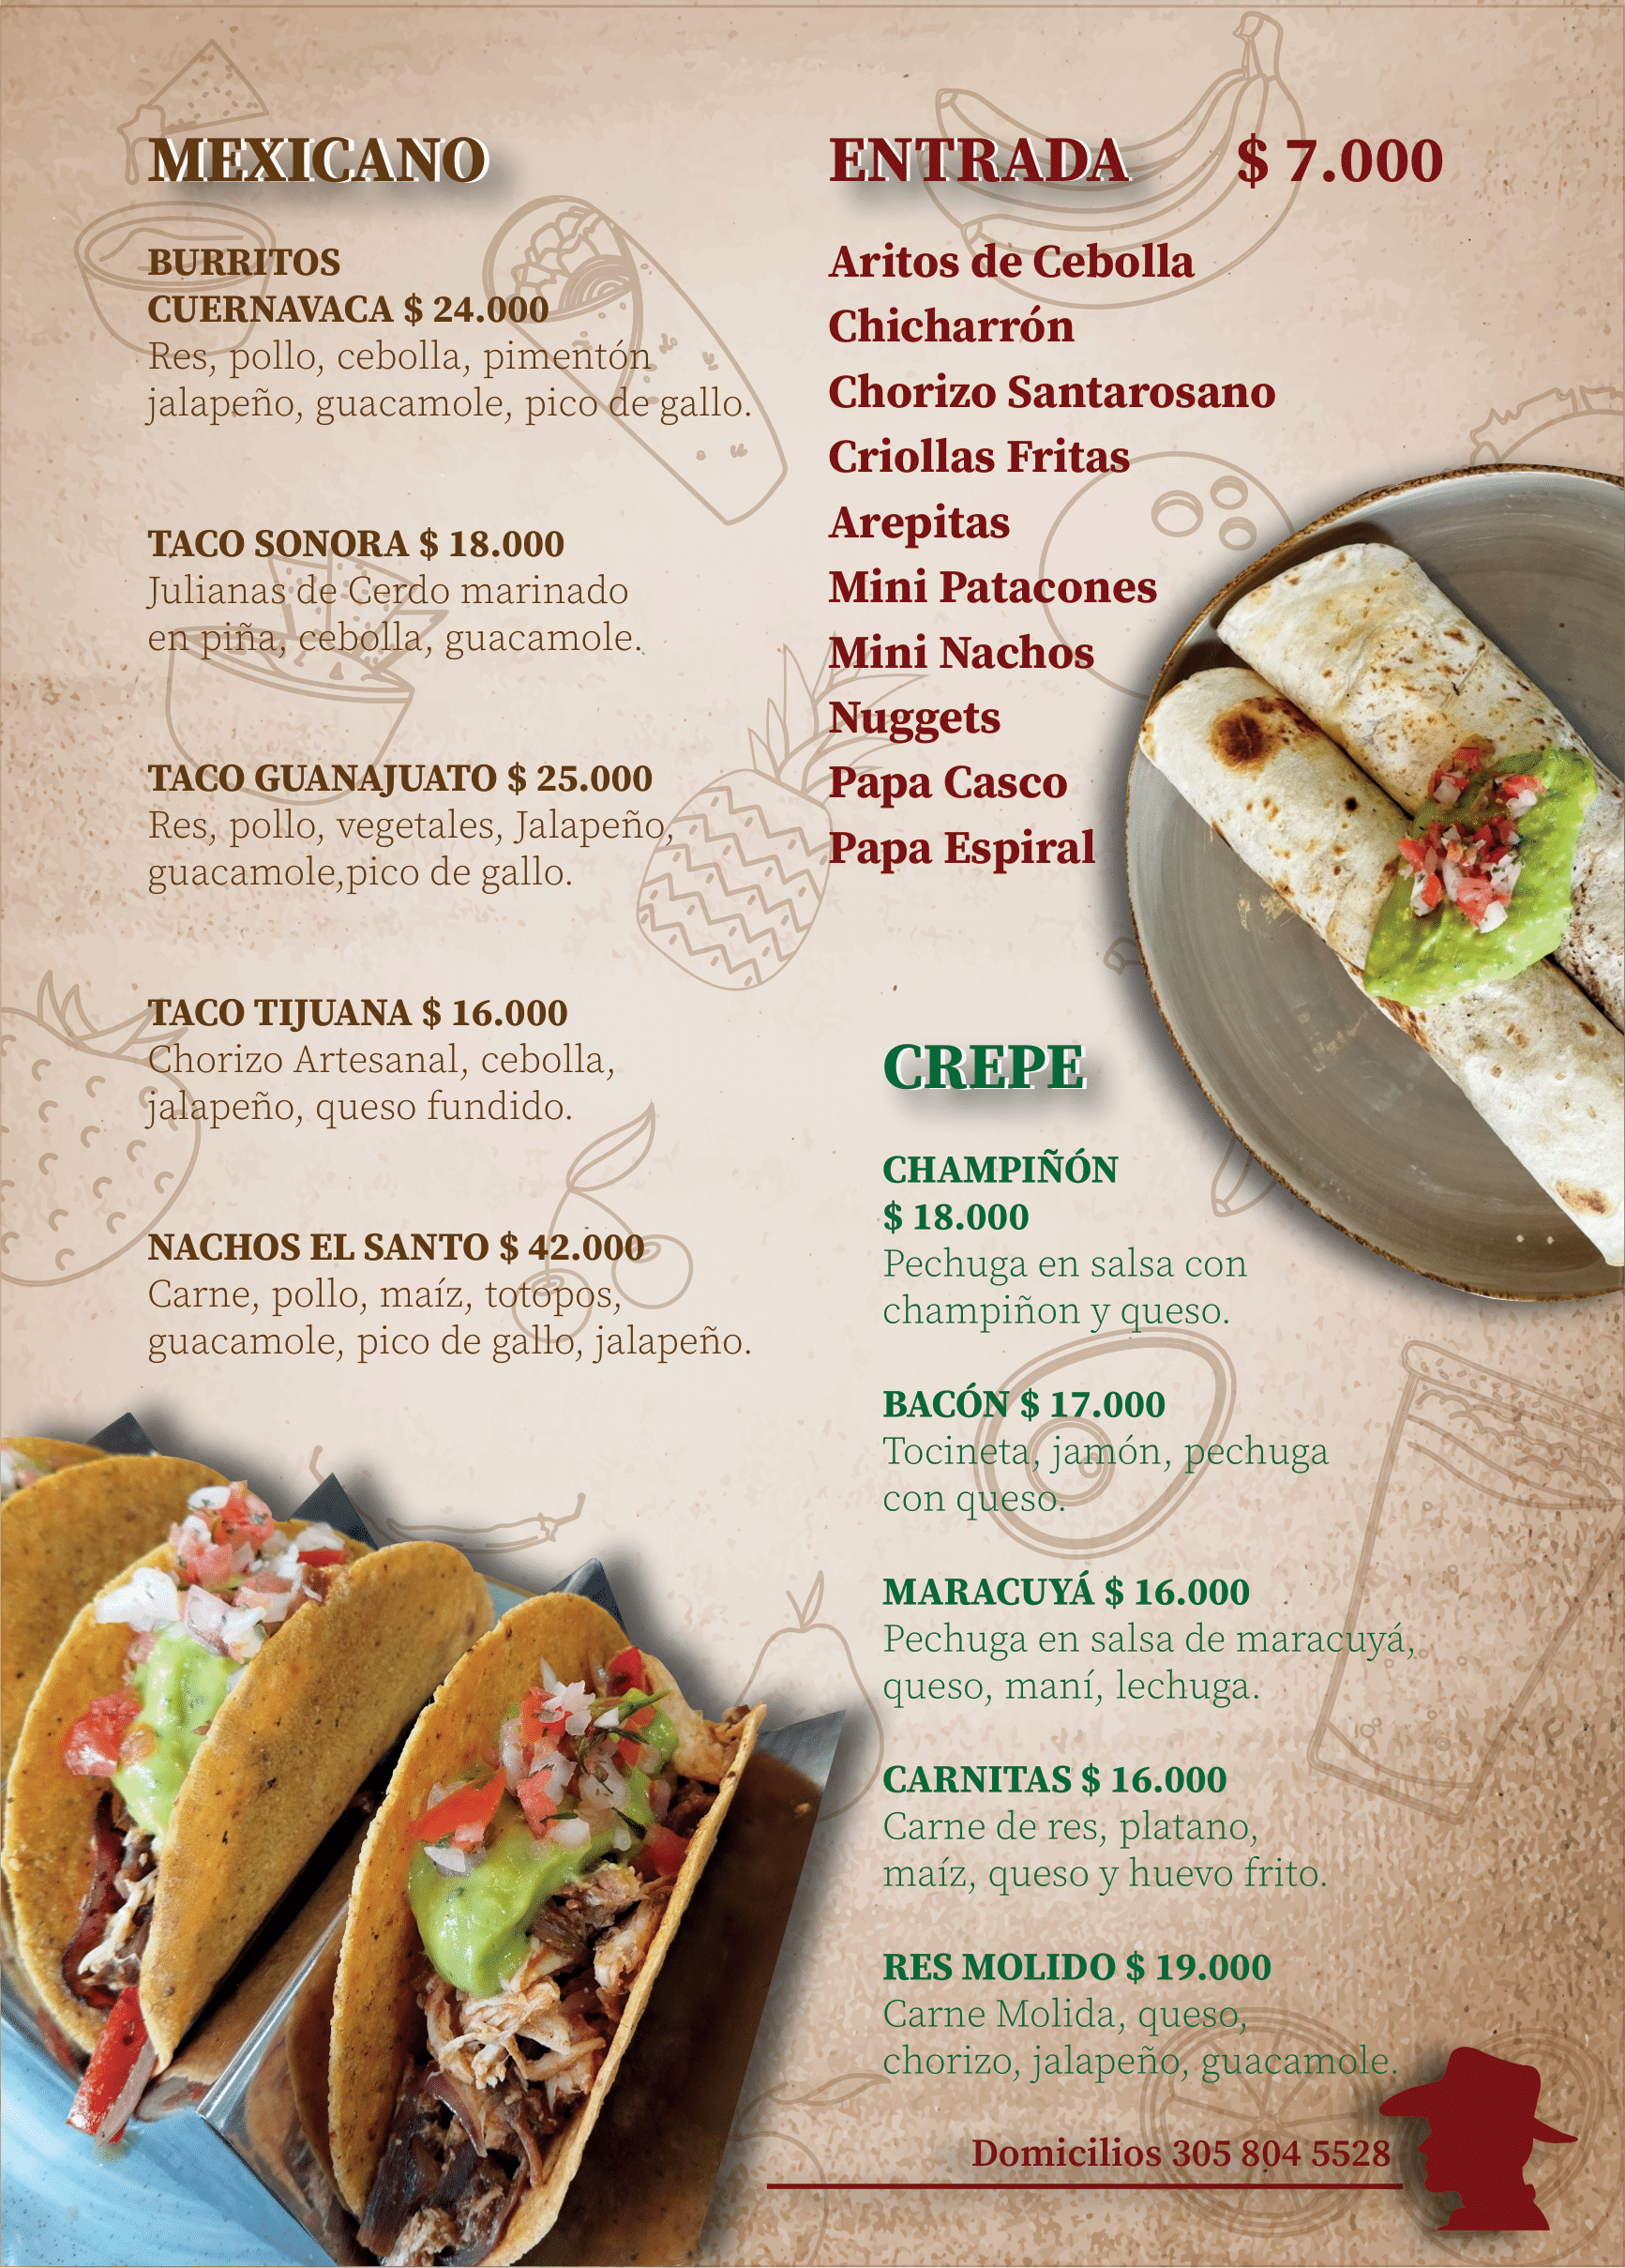 MEXICANO
BURRITOS
CUERNAVACA $ 24.000
Res, pollo, cebolla, pimentón
jalapeño, guacamole, pico de gallo.
TACO SONORA $ 18.000
Julianas de Cerdo marinado
en piña, cebolla, guacamole.
TACO GUANAJUATO $ 25.000
Res, pollo, vegetales, Jalapeño,
guacamole,pico de gallo.
TACO TIJUANA $ 16.000
Chorizo Artesanal, cebolla,
jalapeño, queso fundido.
NACHOS EL SANTO $ 42.000
Carne, pollo, maíz, totopos,
guacamole, pico de gallo, jalapeño.
ENTRADA $ 7.000
Aritos de Cebolla
Chicharrón
Chorizo Santarosano
Criollas Fritas
Arepitas
Mini Patacones
Mini Nachos
Nuggets
Papa Casco
Papa Espiral
CREPE
CHAMPIÑÓN
$ 18.000
Pechuga en salsa con
champiñon y queso.
BACÓN $ 17.000
Tocineta, jamón, pechuga
con queso.
MARACUYÁ $ 16.000
Pechuga en salsa de maracuyá,
queso, maní, lechuga.
CARNITAS $ 16.000
Carne de res, platano,
maíz, queso y huevo frito.
RES MOLIDO $ 19.000
Carne Molida, queso,
chorizo, jalapeño, guacamole.
Domicilios 305 804 5528